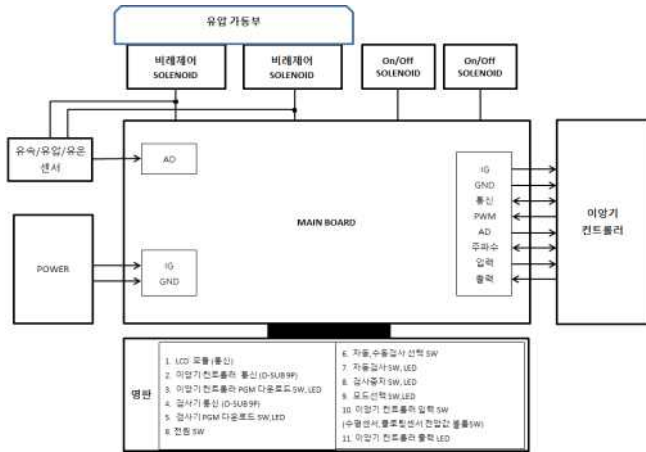 유압 가동부
비례제어
SOLENOID
비례제어
SOLENOID
On/Off
SOLENOID
On/Off
SOLENOID
유속/유압/유온
센서
AD
MAIN BOARD
IG
GND
통신
PWM
AD
주파수
입력
출력
이앙기
컨트롤러
POWER
IG
GND
명판
1. LCD 모듈 (통신)
2. 이앙기 컨트롤러 통신 (D-SUB 9P)
3. 이앙기 컨트롤러 PGM 다운로드 SW, LED
4. 검사기 통신 (D-SUB 9P)
5. 검사기 PGM 다운로드 SW, LED
6. 전원 SW
6. 자동,수동검사 선택 SW
7. 자동검사 SW, LED
8. 검사중지 SW, LED
9. 모드선택 SW, LED
10. 이앙기 컨트롤러 입력 SW
(수평센서,플로팅센서 전압값 볼륨SW)
11. 이앙기 컨트롤러 출력 LED